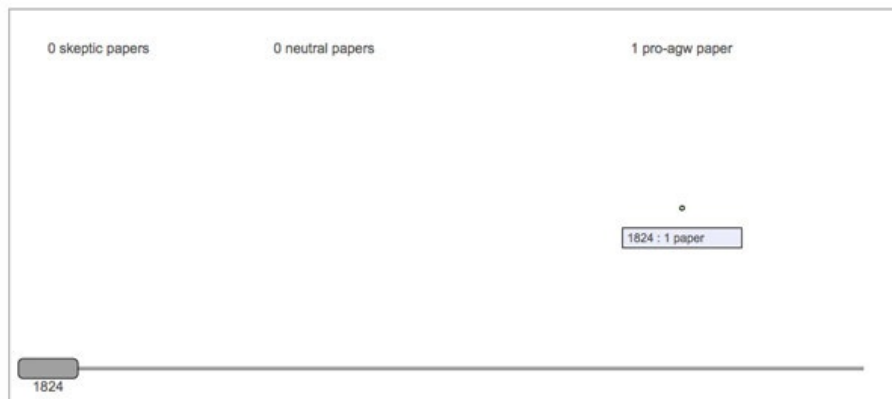 0 skeptic papers
0 neutral papers
1 pro-agw paper
1824 : 1 paper
1824